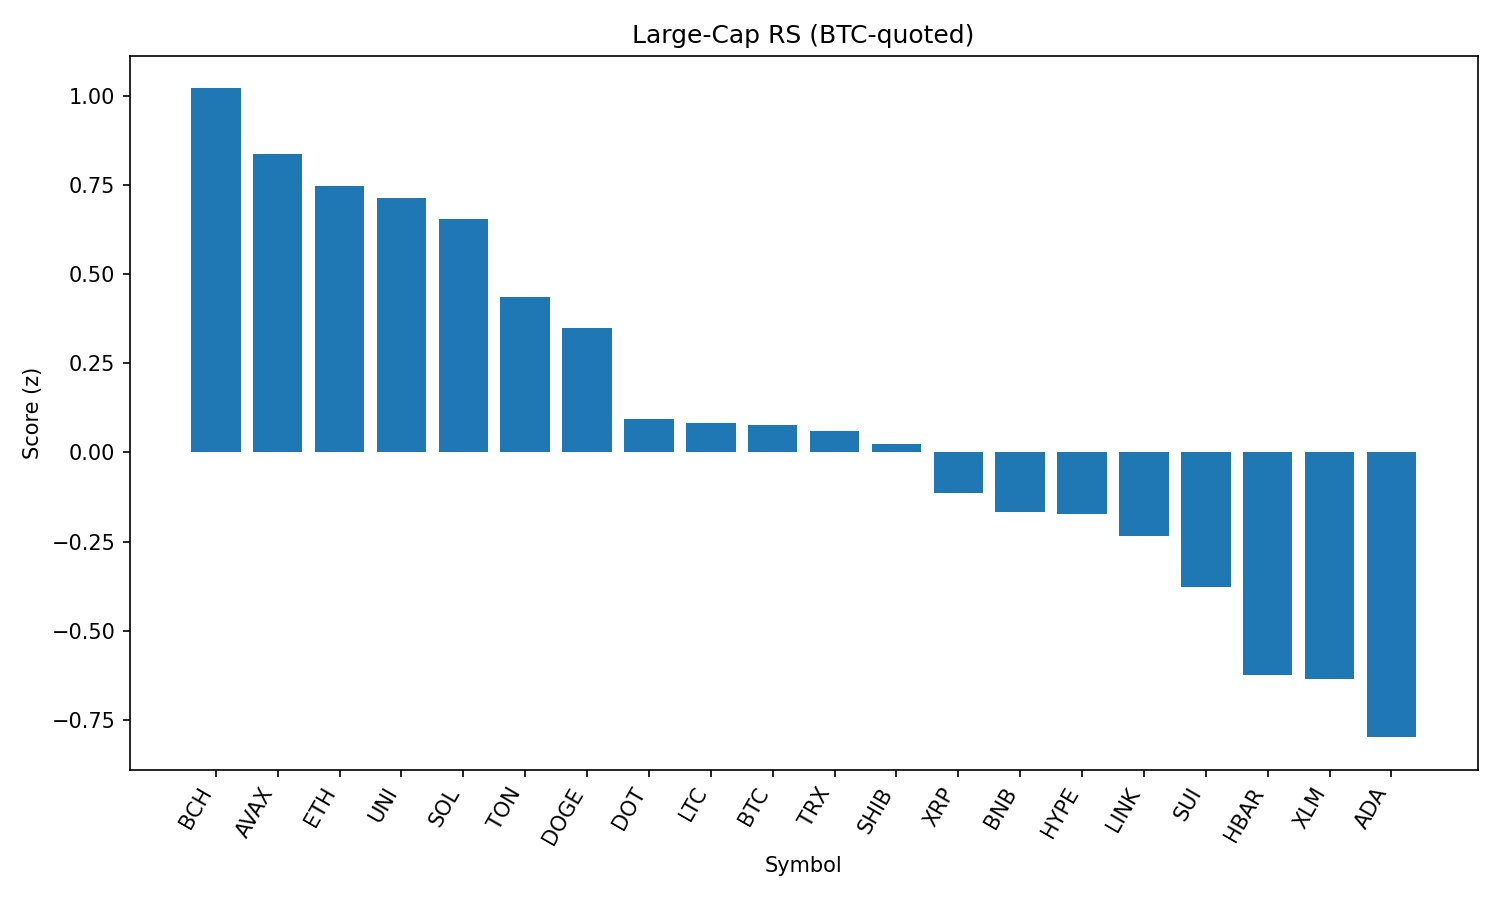 Large-Cap RS (BTC-quoted)
1.00
0.75
0.50
0.25
0.00
−0.25
−0.50
−0.75
Score (z)
BCH
AVAX
ETH
UNI
SOL
TON
DOGE
DOT
LTC
BTC
TRX
SHIB
XRP
BNB
HYPE
LINK
SUI
HBAR
XLM
ADA
Symbol